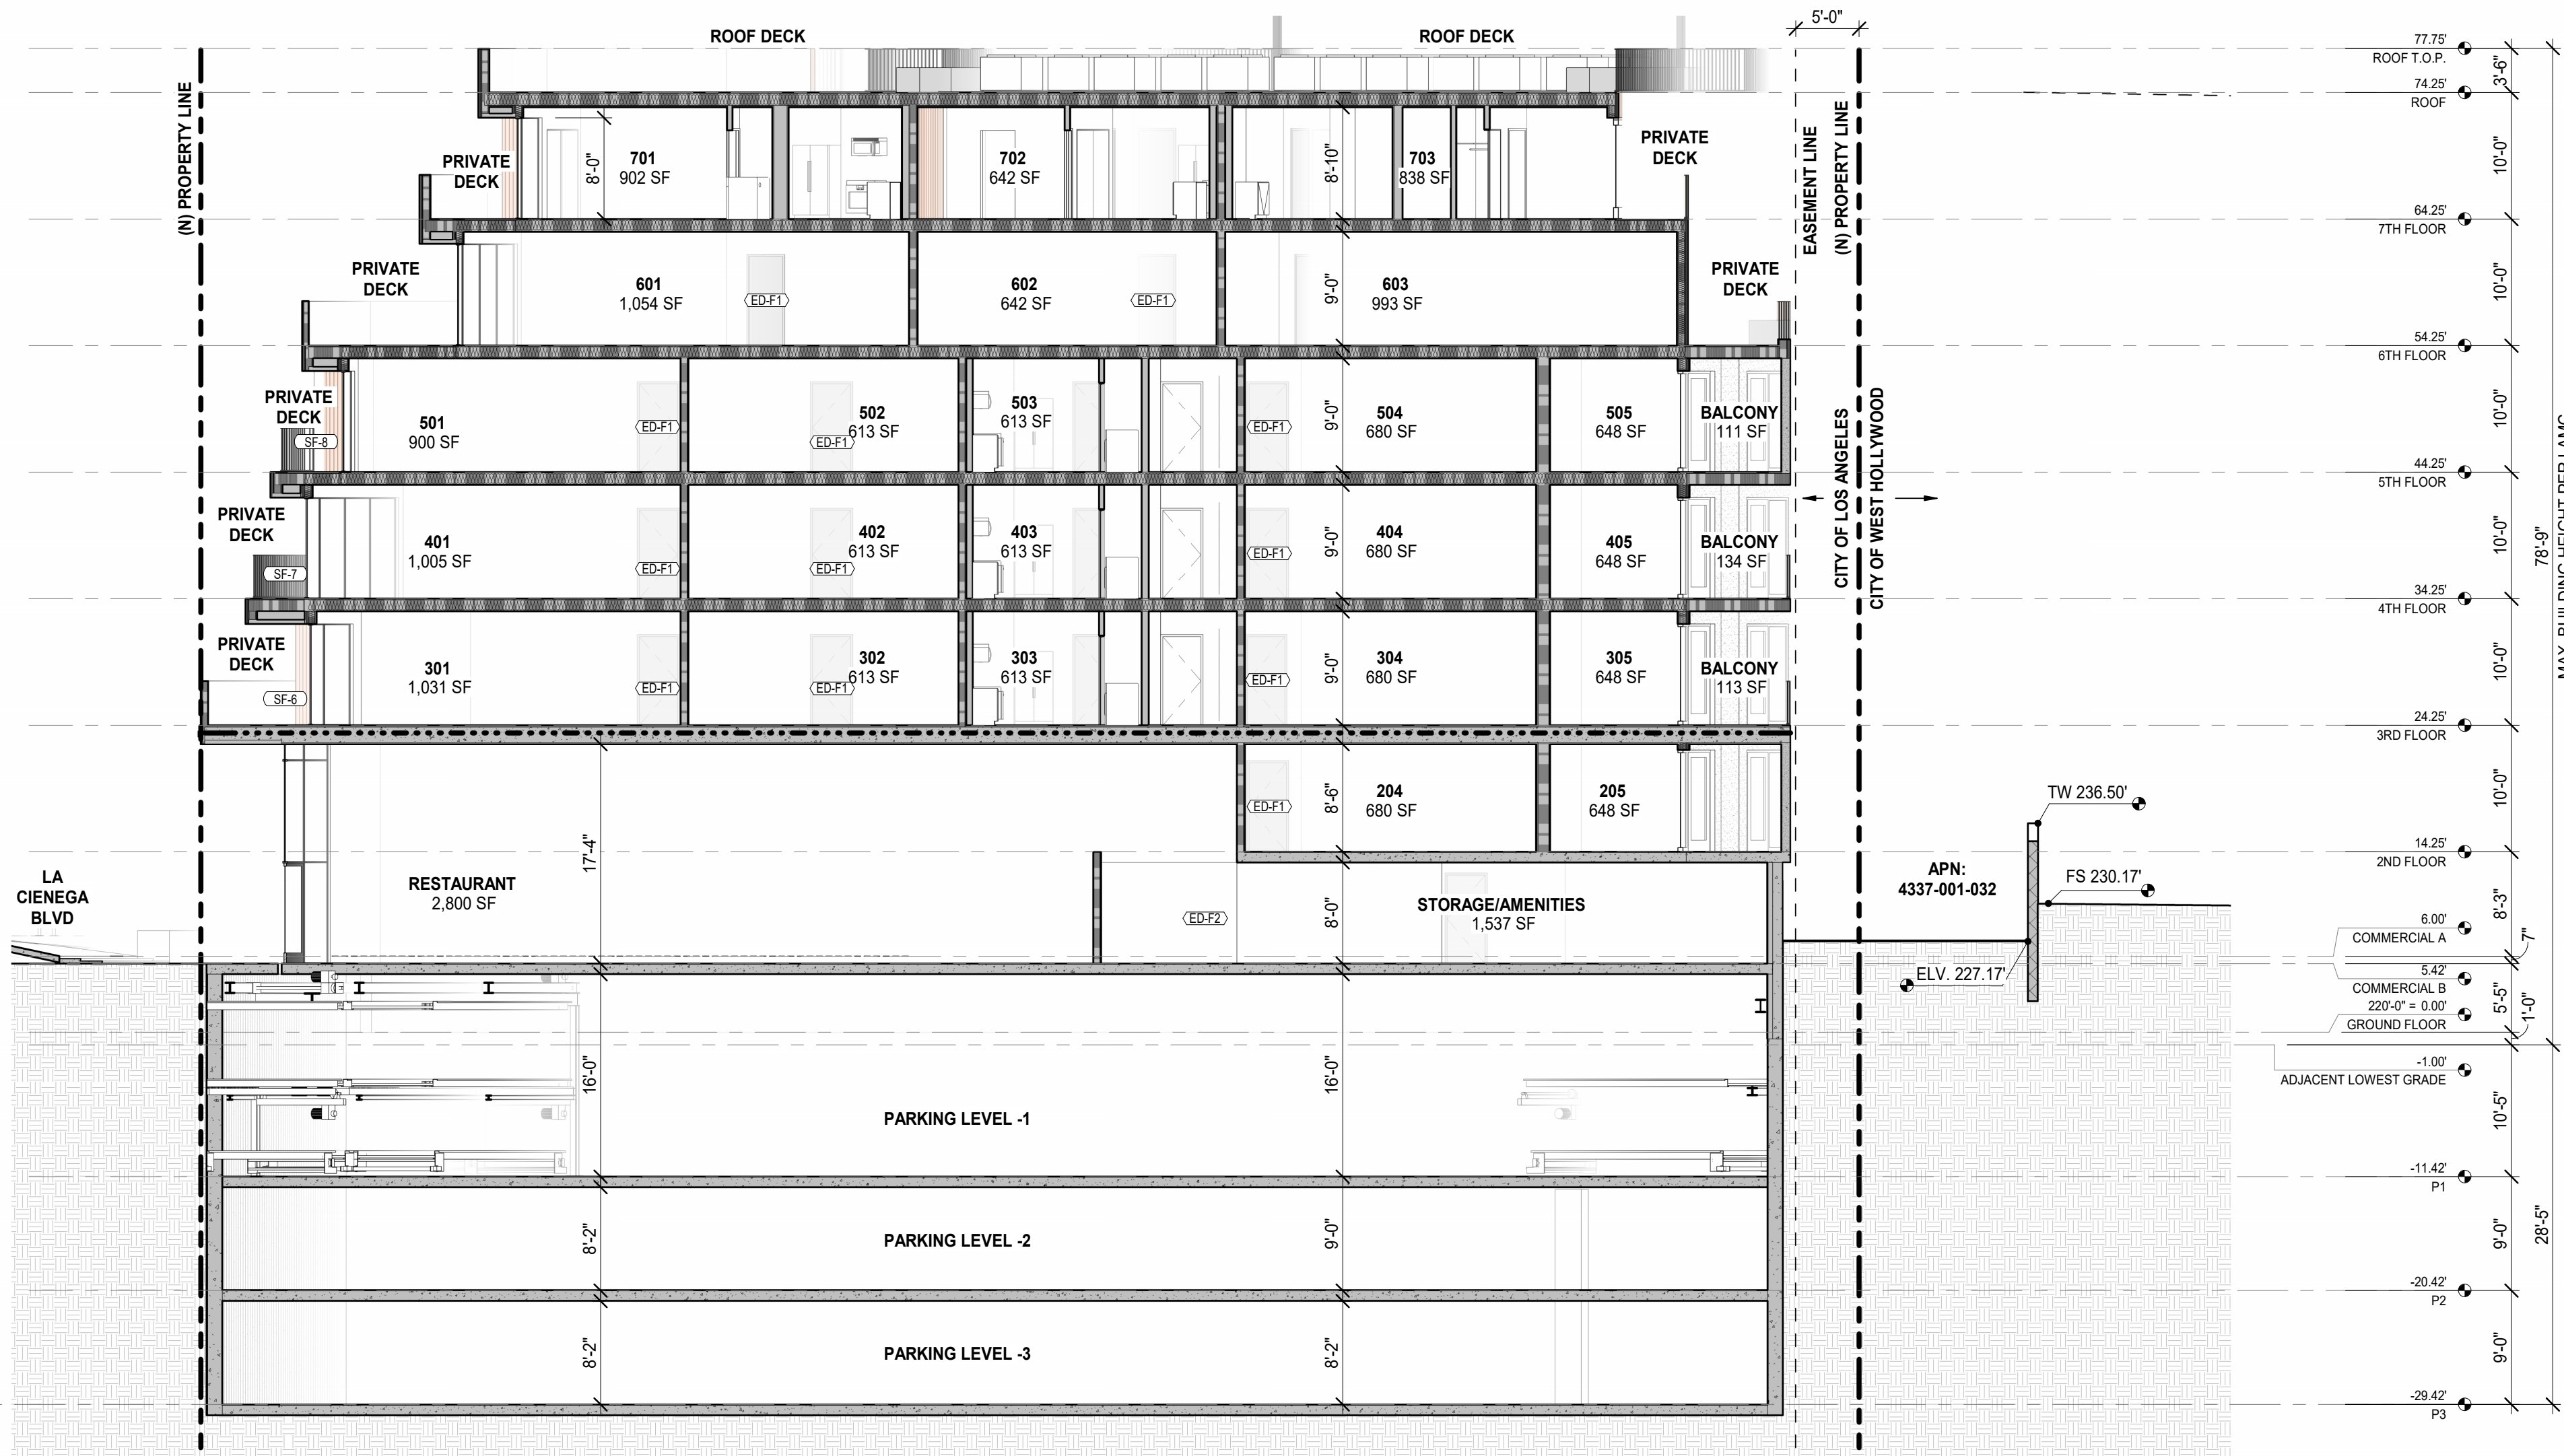 ROOF DECK
ROOF DECK
5'-0"
77.75'
ROOF T.O.P.
3'-6"
74.25'
ROOF
(N) PROPERTY LINE
PRIVATE
DECK
8'-0"
701
902 SF
702
642 SF
8'-10"
703
838 SF
PRIVATE
DECK
EASEMENT LINE
(N) PROPERTY LINE
10'-0"
64.25'
7TH FLOOR
PRIVATE
DECK
601
1,054 SF
ED-F1
602
642 SF
ED-F1
9'-0"
603
993 SF
PRIVATE
DECK
10'-0"
54.25'
6TH FLOOR
PRIVATE
DECK
SF-8
501
900 SF
ED-F1
502
613 SF
ED-F1
503
613 SF
ED-F1
9'-0"
504
680 SF
505
648 SF
BALCONY
111 SF
10'-0"
44.25'
5TH FLOOR
CITY OF LOS ANGELES
CITY OF WEST HOLLYWOOD
PRIVATE
DECK
SF-7
401
1,005 SF
ED-F1
402
613 SF
ED-F1
403
613 SF
ED-F1
9'-0"
404
680 SF
405
648 SF
BALCONY
134 SF
10'-0"
78'-9"
34.25'
4TH FLOOR
PRIVATE
DECK
SF-6
301
1,031 SF
ED-F1
302
613 SF
ED-F1
303
613 SF
ED-F1
9'-0"
304
680 SF
305
648 SF
BALCONY
113 SF
10'-0"
24.25'
3RD FLOOR
ED-F1
8'-6"
204
680 SF
205
648 SF
10'-0"
TW 236.50'
14.25'
2ND FLOOR
17'-4"
LA
CIENEGA
BLVD
RESTAURANT
2,800 SF
ED-F2
8'-0"
STORAGE/AMENITIES
1,537 SF
APN:
4337-001-032
FS 230.17'
8'-3"
6.00'
COMMERCIAL A
7"
ELV. 227.17'
5.42'
COMMERCIAL B
5'-5"
220'-0" = 0.00'
GROUND FLOOR
1'-0"
-1.00'
ADJACENT LOWEST GRADE
16'-0"
16'-0"
PARKING LEVEL -1
10'-5"
-11.42'
P1
8'-2"
PARKING LEVEL -2
9'-0"
9'-0"
28'-5"
-20.42'
P2
8'-2"
PARKING LEVEL -3
8'-2"
9'-0"
-29.42'
P3